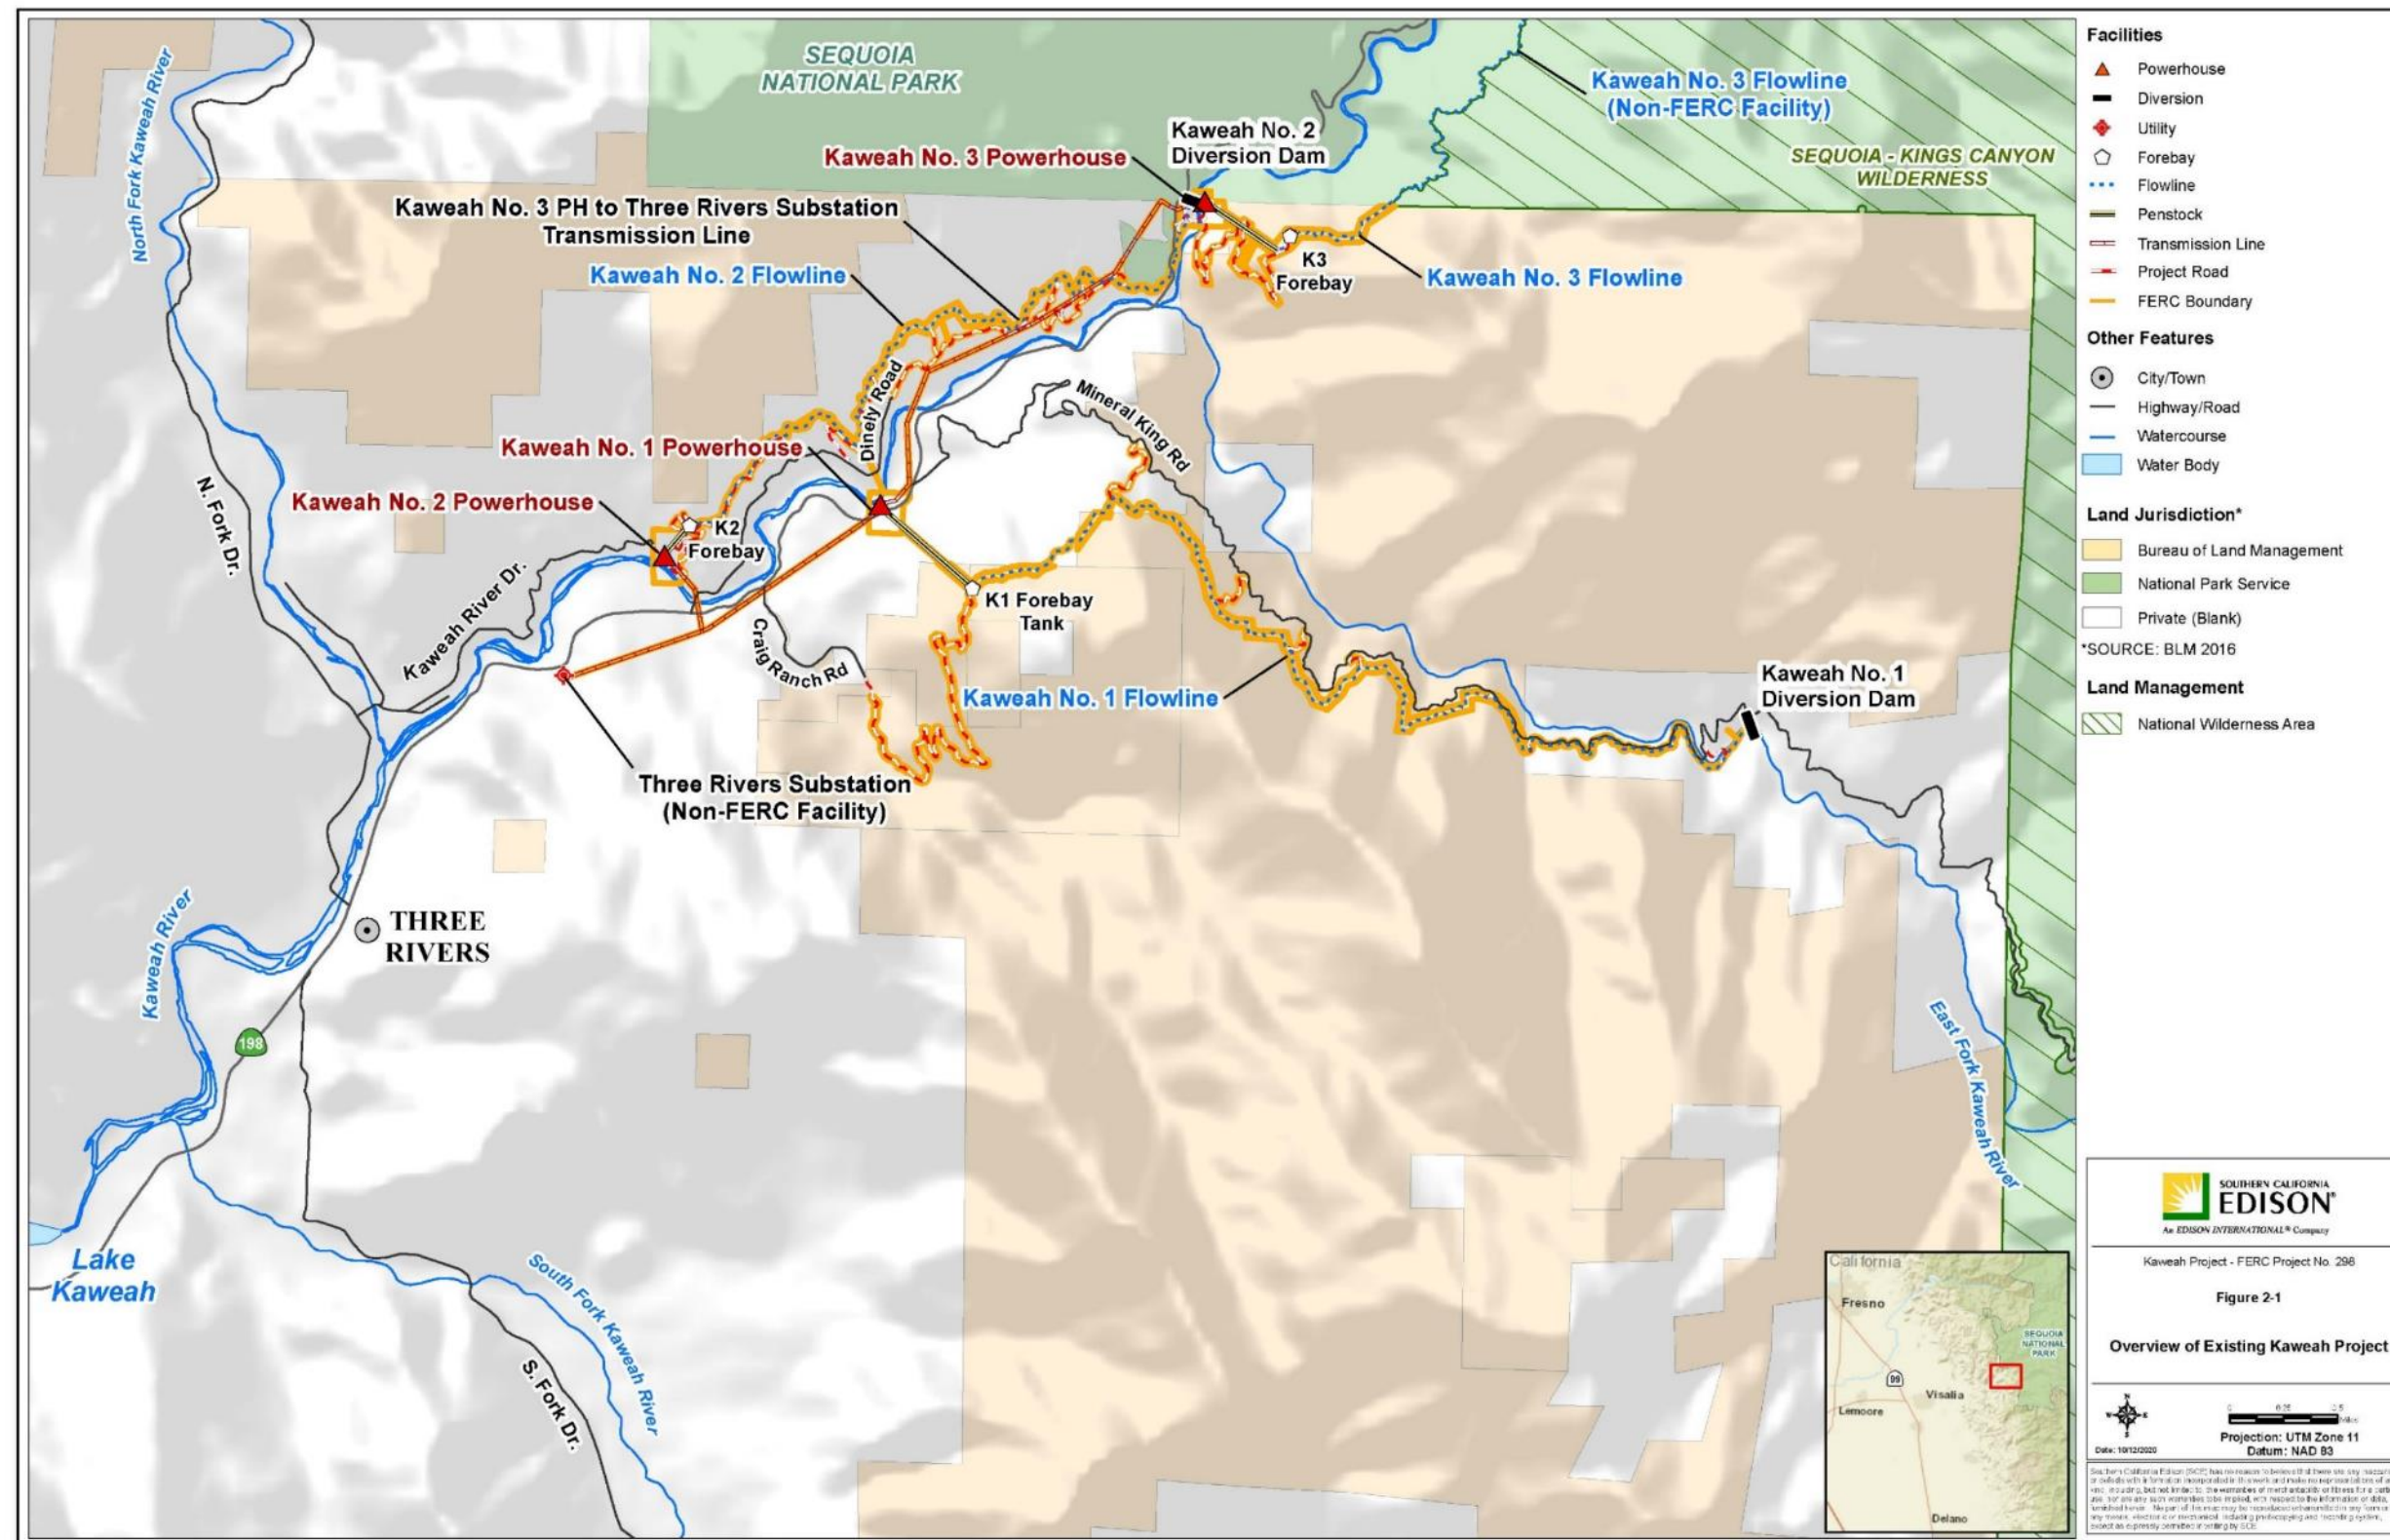 SEQUOIA
NATIONAL PARK
North Fork Kaweah River
Kaweah No. 3 Flowline
(Non-FERC Facility)
Kaweah No. 2
Diversion Dam
Kaweah No. 3 Powerhouse
SEQUOIA - KINGS CANYON
WILDERNESS
Kaweah No. 3 PH to Three Rivers Substation
Transmission Line
Kaweah No. 2 Flowline
K3
Forebay
Kaweah No. 3 Flowline
Dinely Road
Mineral King Rd
Kaweah No. 1 Powerhouse
Kaweah No. 2 Powerhouse
N. Fork Dr.
K2
Forebay
Kaweah River Dr.
K1 Forebay
Tank
Craig Ranch Rd
Kaweah No. 1 Flowline
Kaweah No. 1
Diversion Dam
Three Rivers Substation
(Non-FERC Facility)
THREE
RIVERS
Kaweah River
198
East Fork Kaweah River
Lake
Kaweah
South Fork Kaweah River
S. Fork Dr.
California
Fresno
SEQUOIA
NATIONAL
PARK
99
Visalia
Lemoore
Delano
Facilities
Powerhouse
Diversion
Utility
Forebay
Flowline
Penstock
Transmission Line
Project Road
FERC Boundary
Other Features
City/Town
Highway/Road
Watercourse
Water Body
Land Jurisdiction*
Bureau of Land Management
National Park Service
Private (Blank)
*SOURCE: BLM 2016
Land Management
National Wilderness Area
SOUTHERN CALIFORNIA
EDISON®
An EDISON INTERNATIONAL® Company
Kaweah Project - FERC Project No. 298
Figure 2-1
Overview of Existing Kaweah Project
N
W E
S
0 0.25 0.5
Miles
Projection: UTM Zone 11
Datum: NAD 83
Date: 10/12/2020